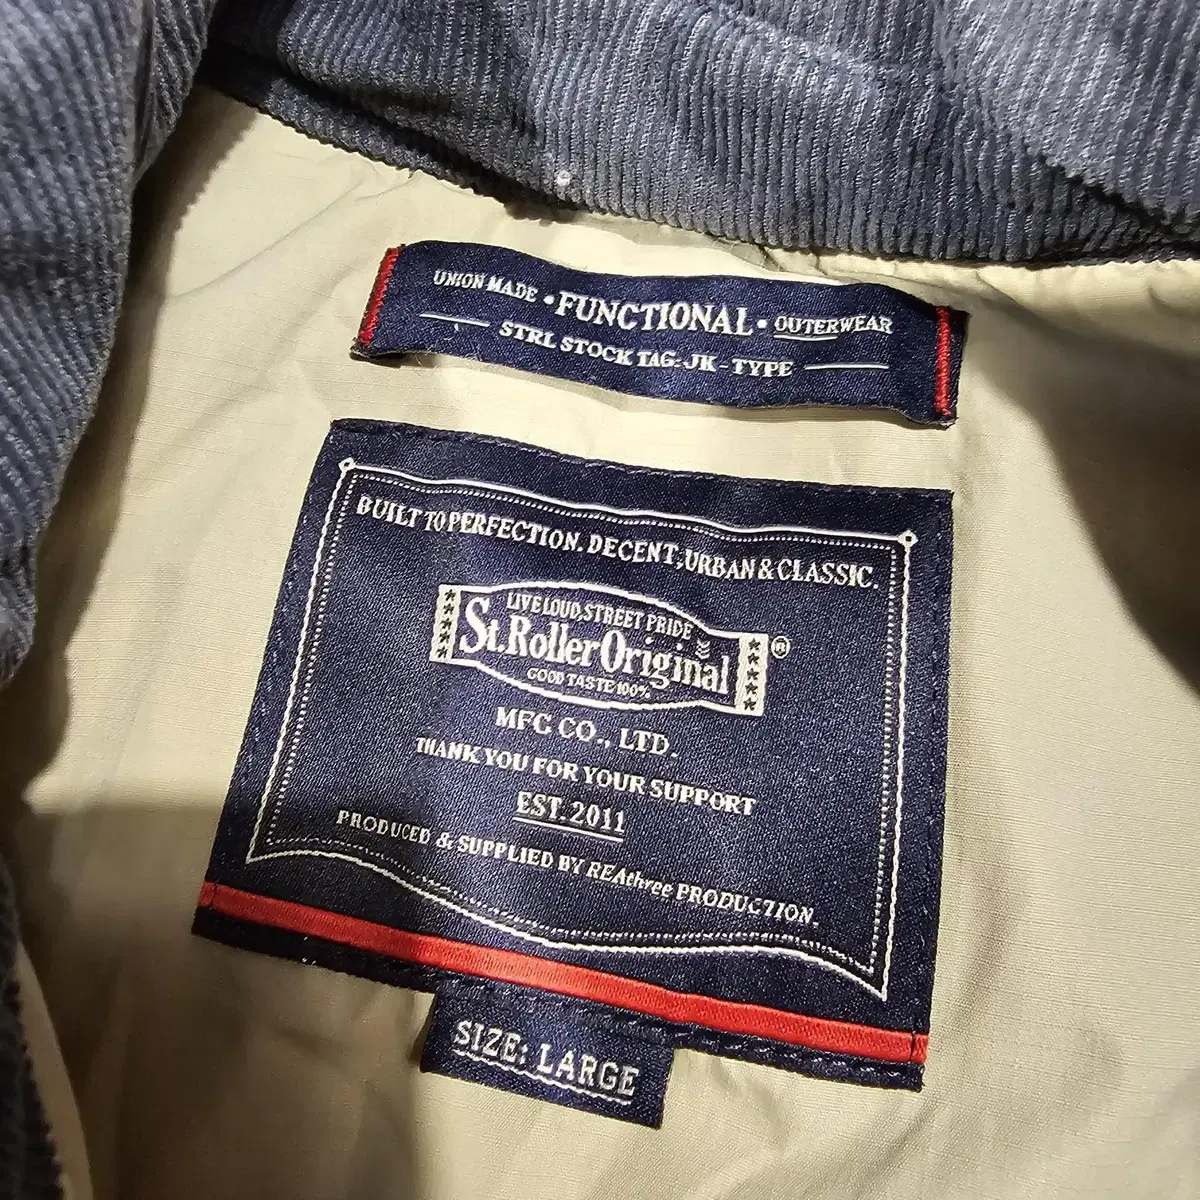 UNION MADE • FUNCTIONAL • OUTERWEAR
STRL STOCK TAG: JK - TYPE
BUILT TO PERFECTION. DECENT, URBAN & CLASSIC.
LIVE LOUD, STREET PRIDE
St. Roller Original ®
GOOD TASTE 100%
MFG CO., LTD.
THANK YOU FOR YOUR SUPPORT
EST. 2011
PRODUCED & SUPPLIED BY REAthree PRODUCTION.
SIZE: LARGE